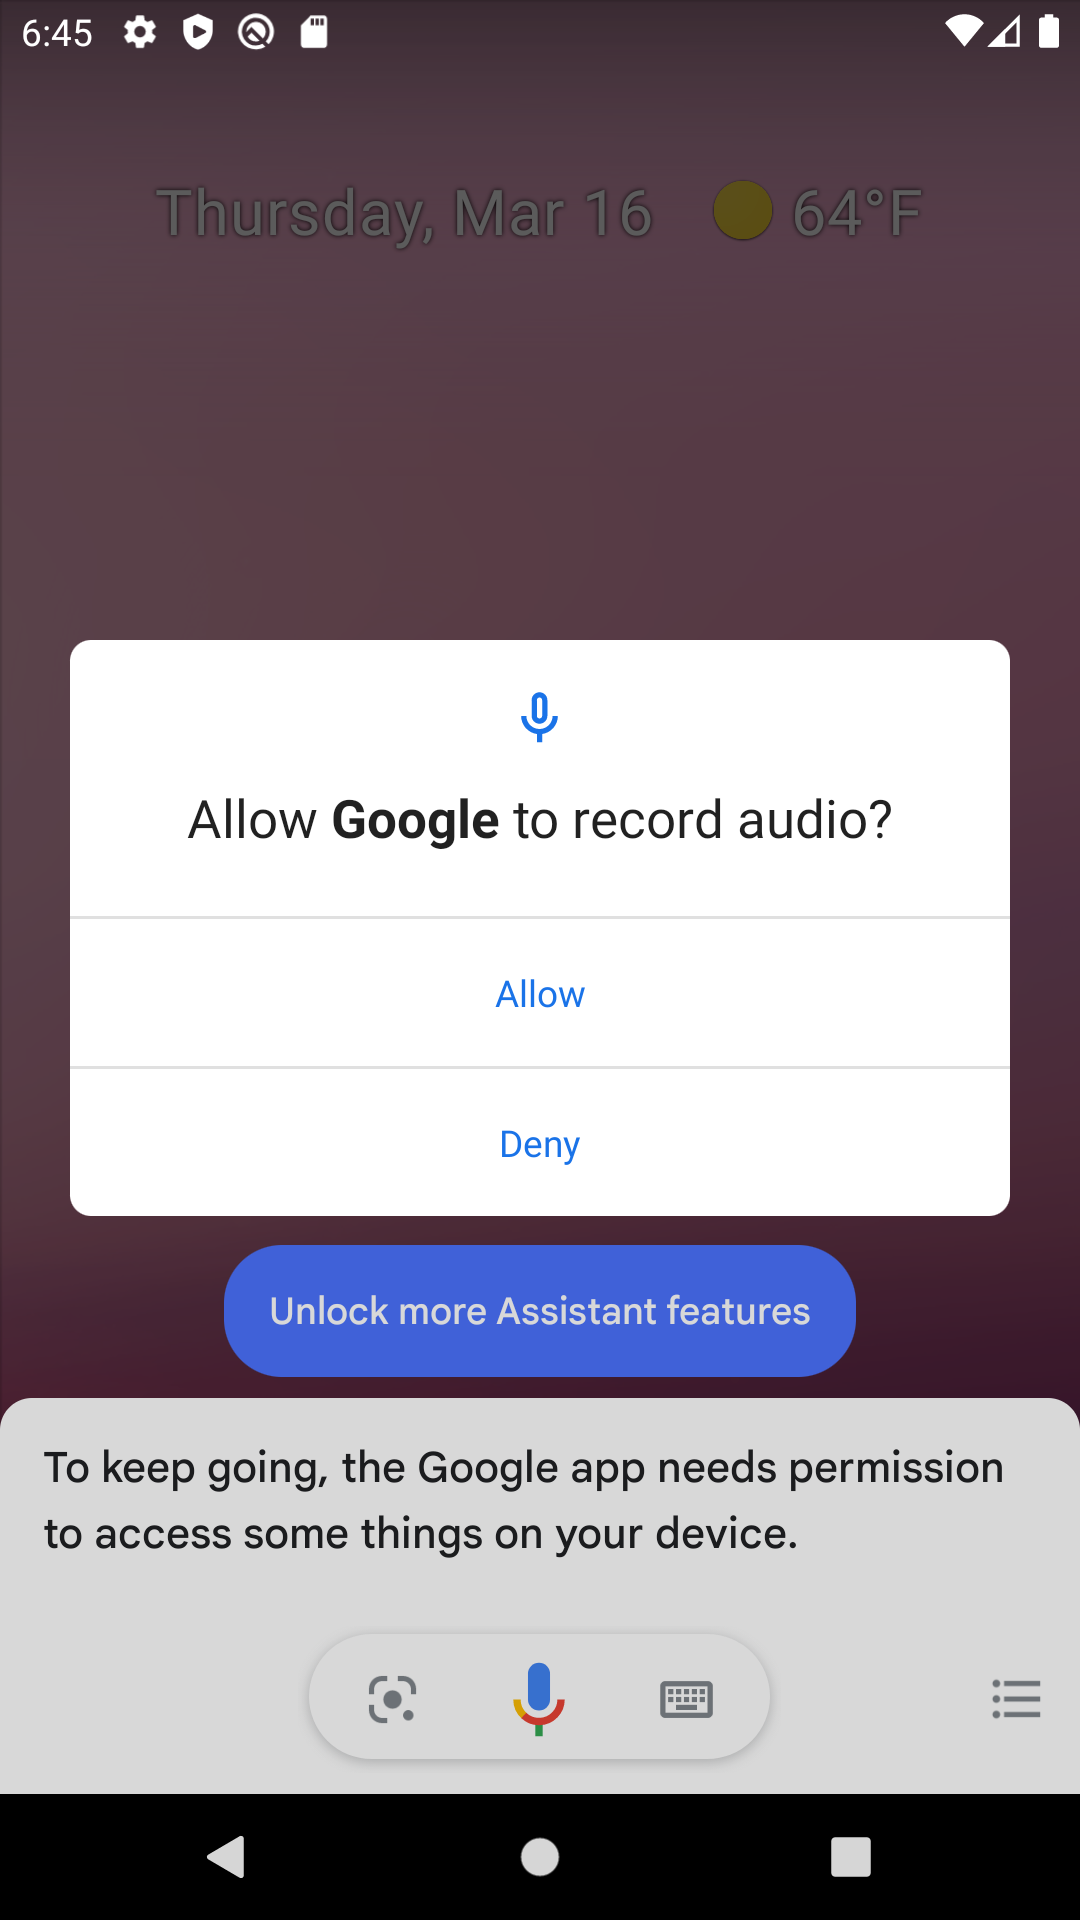 6:45
Thursday, Mar 16 64°F
Allow Google to record audio?
Allow
Deny
Unlock more Assistant features
To keep going, the Google app needs permission
to access some things on your device.